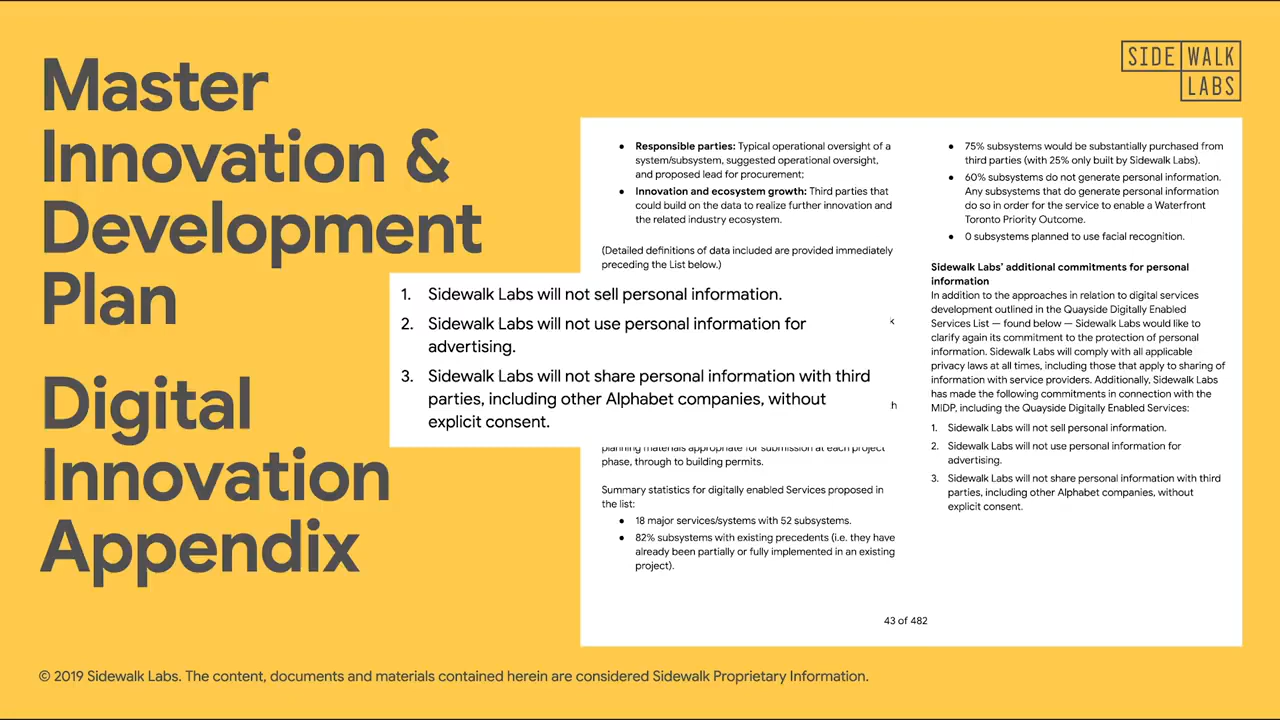 Master
Innovation &
Development
Plan
Digital
Innovation
Appendix
SIDE WALK
LABS
• Responsible parties: Typical operational oversight of a
system/subsystem, suggested operational oversight,
and proposed lead for procurement;
• Innovation and ecosystem growth: Third parties that
could build on the data to realize further innovation and
the related industry ecosystem.
(Detailed definitions of data included are provided immediately
preceding the List below.)
1. Sidewalk Labs will not sell personal information.
2. Sidewalk Labs will not use personal information for
advertising.
3. Sidewalk Labs will not share personal information with third
parties, including other Alphabet companies, without
explicit consent.
planning materials appropriate for submission at each project
phase, through to building permits.
Summary statistics for digitally enabled Services proposed in
the list:
• 18 major services/systems with 52 subsystems.
• 82% subsystems with existing precedents (i.e. they have
already been partially or fully implemented in an existing
project).
• 75% subsystems would be substantially purchased from
third parties (with 25% only built by Sidewalk Labs).
• 60% subsystems do not generate personal information.
Any subsystems that do generate personal information
do so in order for the service to enable a Waterfront
Toronto Priority Outcome.
• 0 subsystems planned to use facial recognition.
Sidewalk Labs' additional commitments for personal
information
In addition to the approaches in relation to digital services
development outlined in the Quayside Digitally Enabled
Services List — found below — Sidewalk Labs would like to
clarify again its commitment to the protection of personal
information. Sidewalk Labs will comply with all applicable
privacy laws at all times, including those that apply to sharing of
information with service providers. Additionally, Sidewalk Labs
has made the following commitments in connection with the
MIDP, including the Quayside Digitally Enabled Services:
1. Sidewalk Labs will not sell personal information.
2. Sidewalk Labs will not use personal information for
advertising.
3. Sidewalk Labs will not share personal information with third
parties, including other Alphabet companies, without
explicit consent.
43 of 482
© 2019 Sidewalk Labs. The content, documents and materials contained herein are considered Sidewalk Proprietary Information.